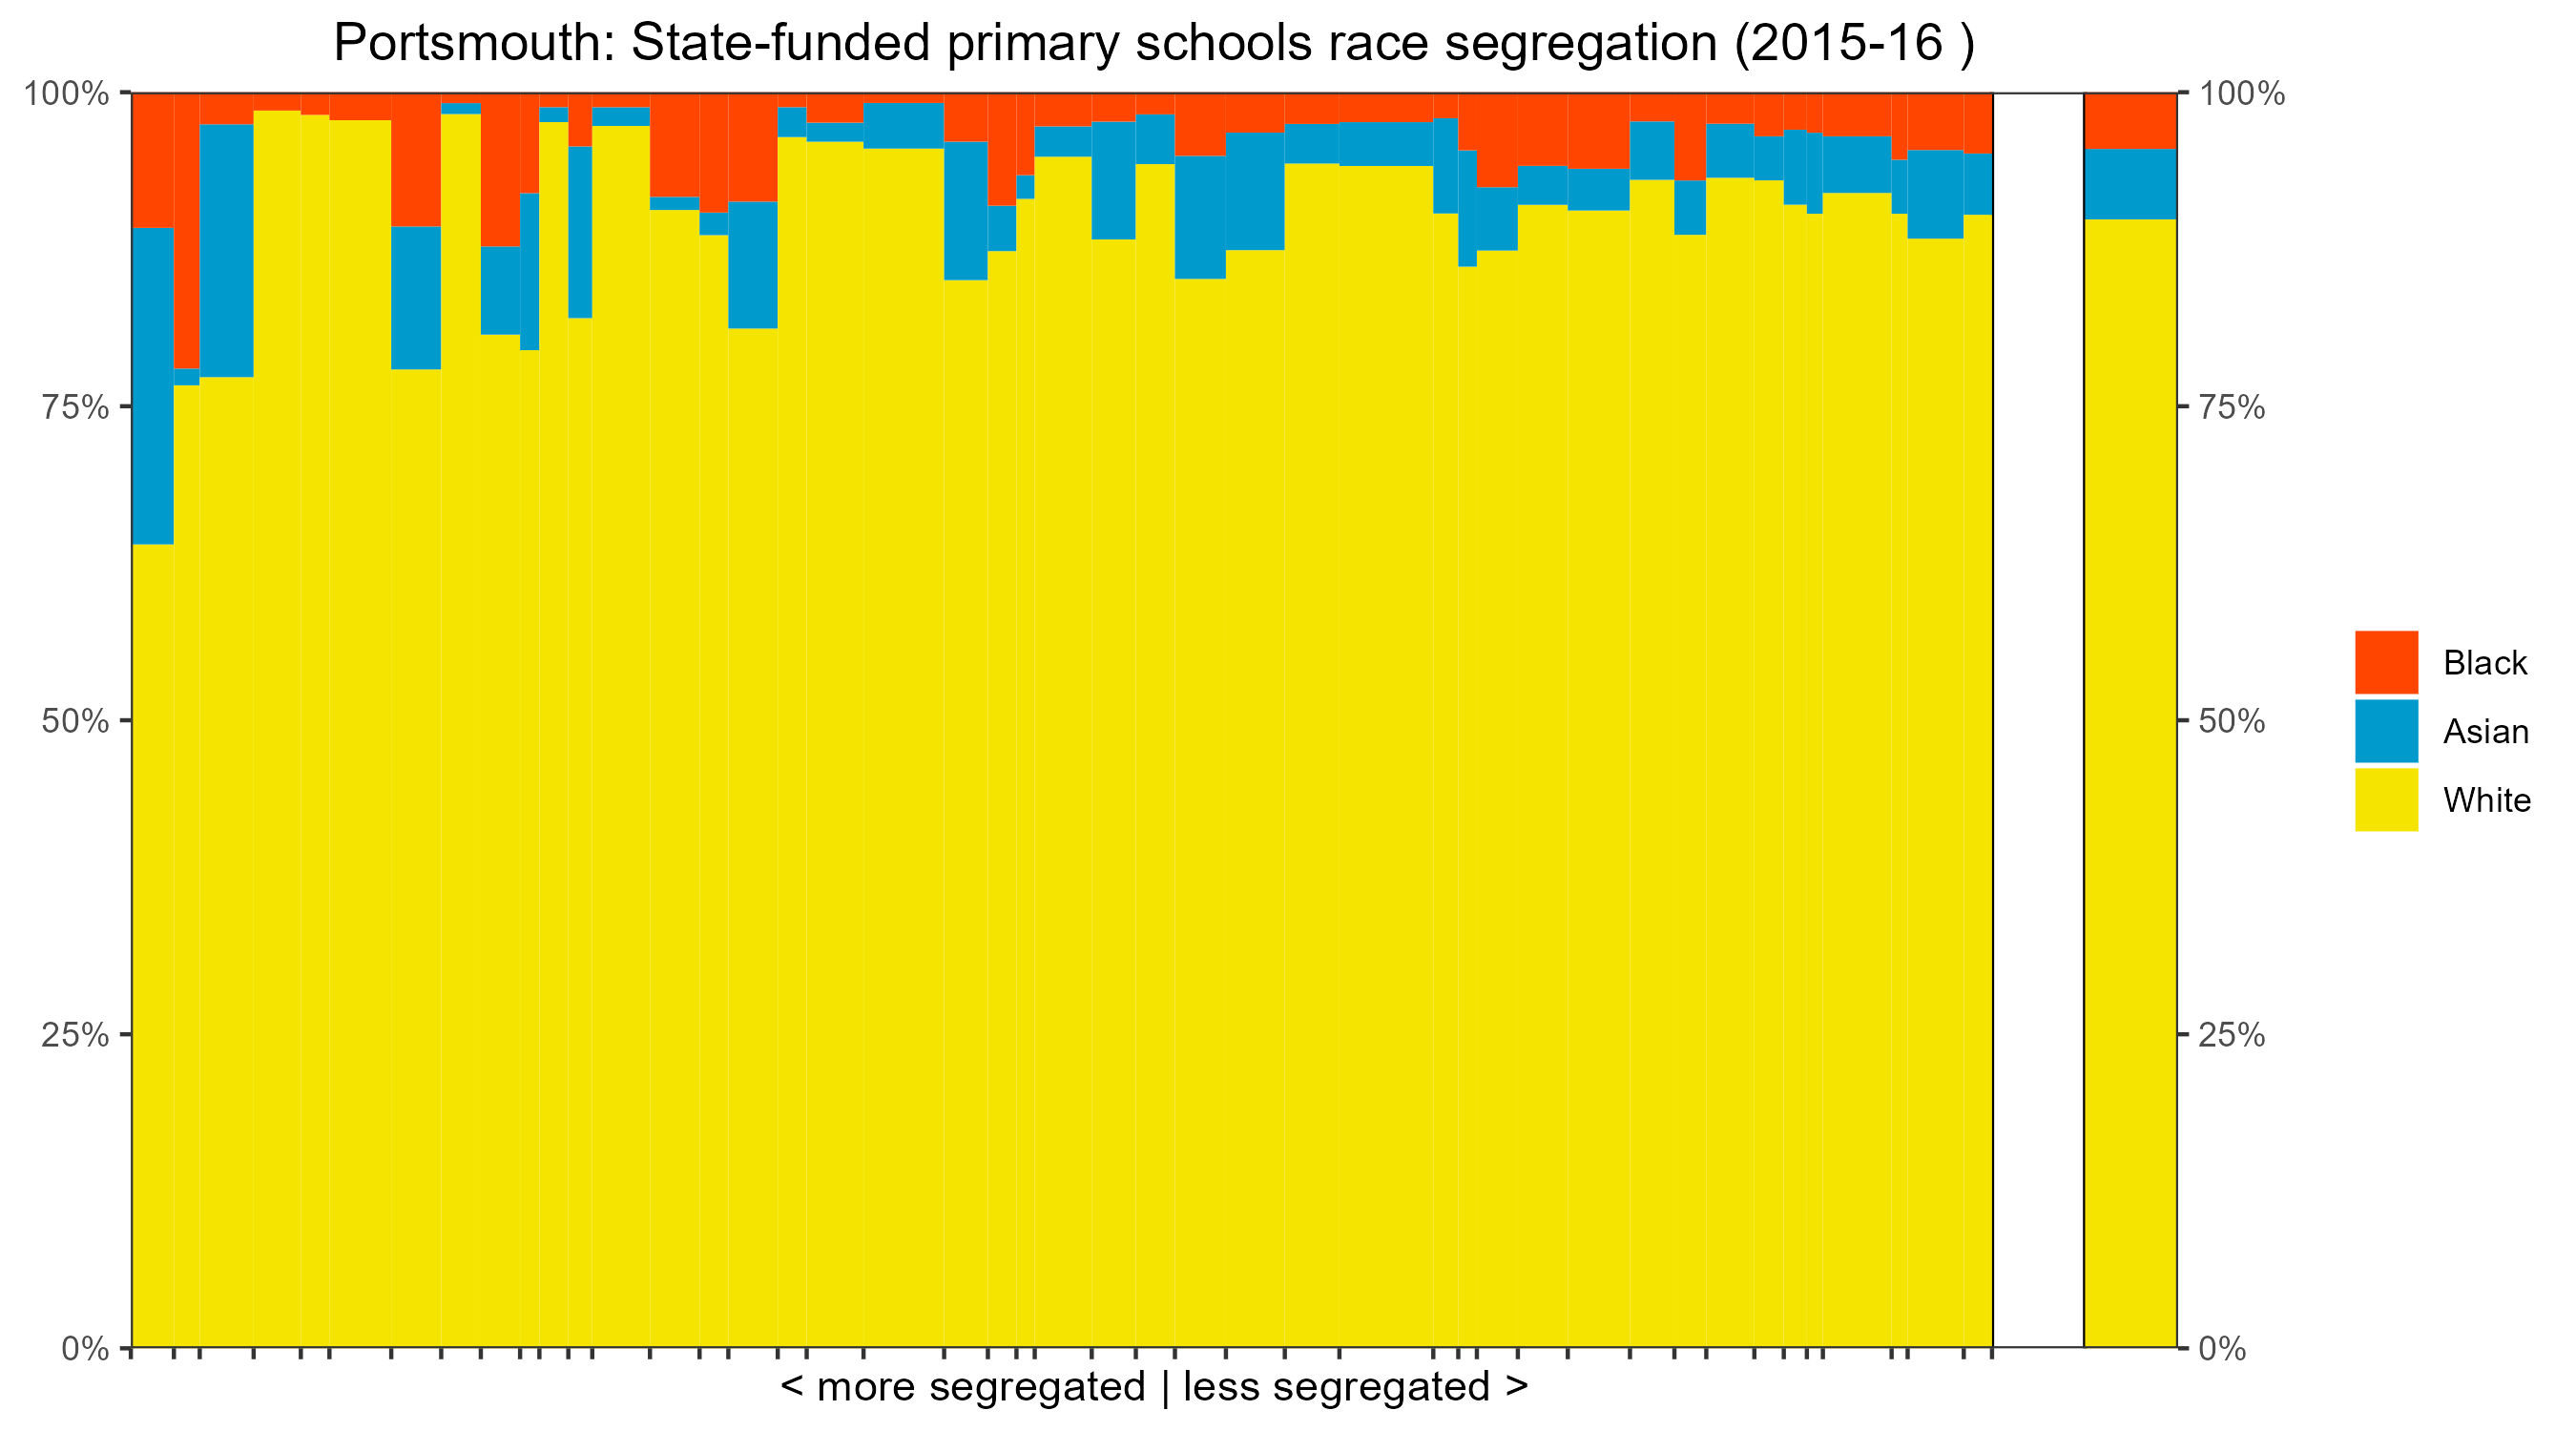 Portsmouth: State-funded primary schools race segregation (2015-16 )
100%
75%
50%
25%
0%
100%
75%
50%
25%
0%
Black
Asian
White
< more segregated | less segregated >